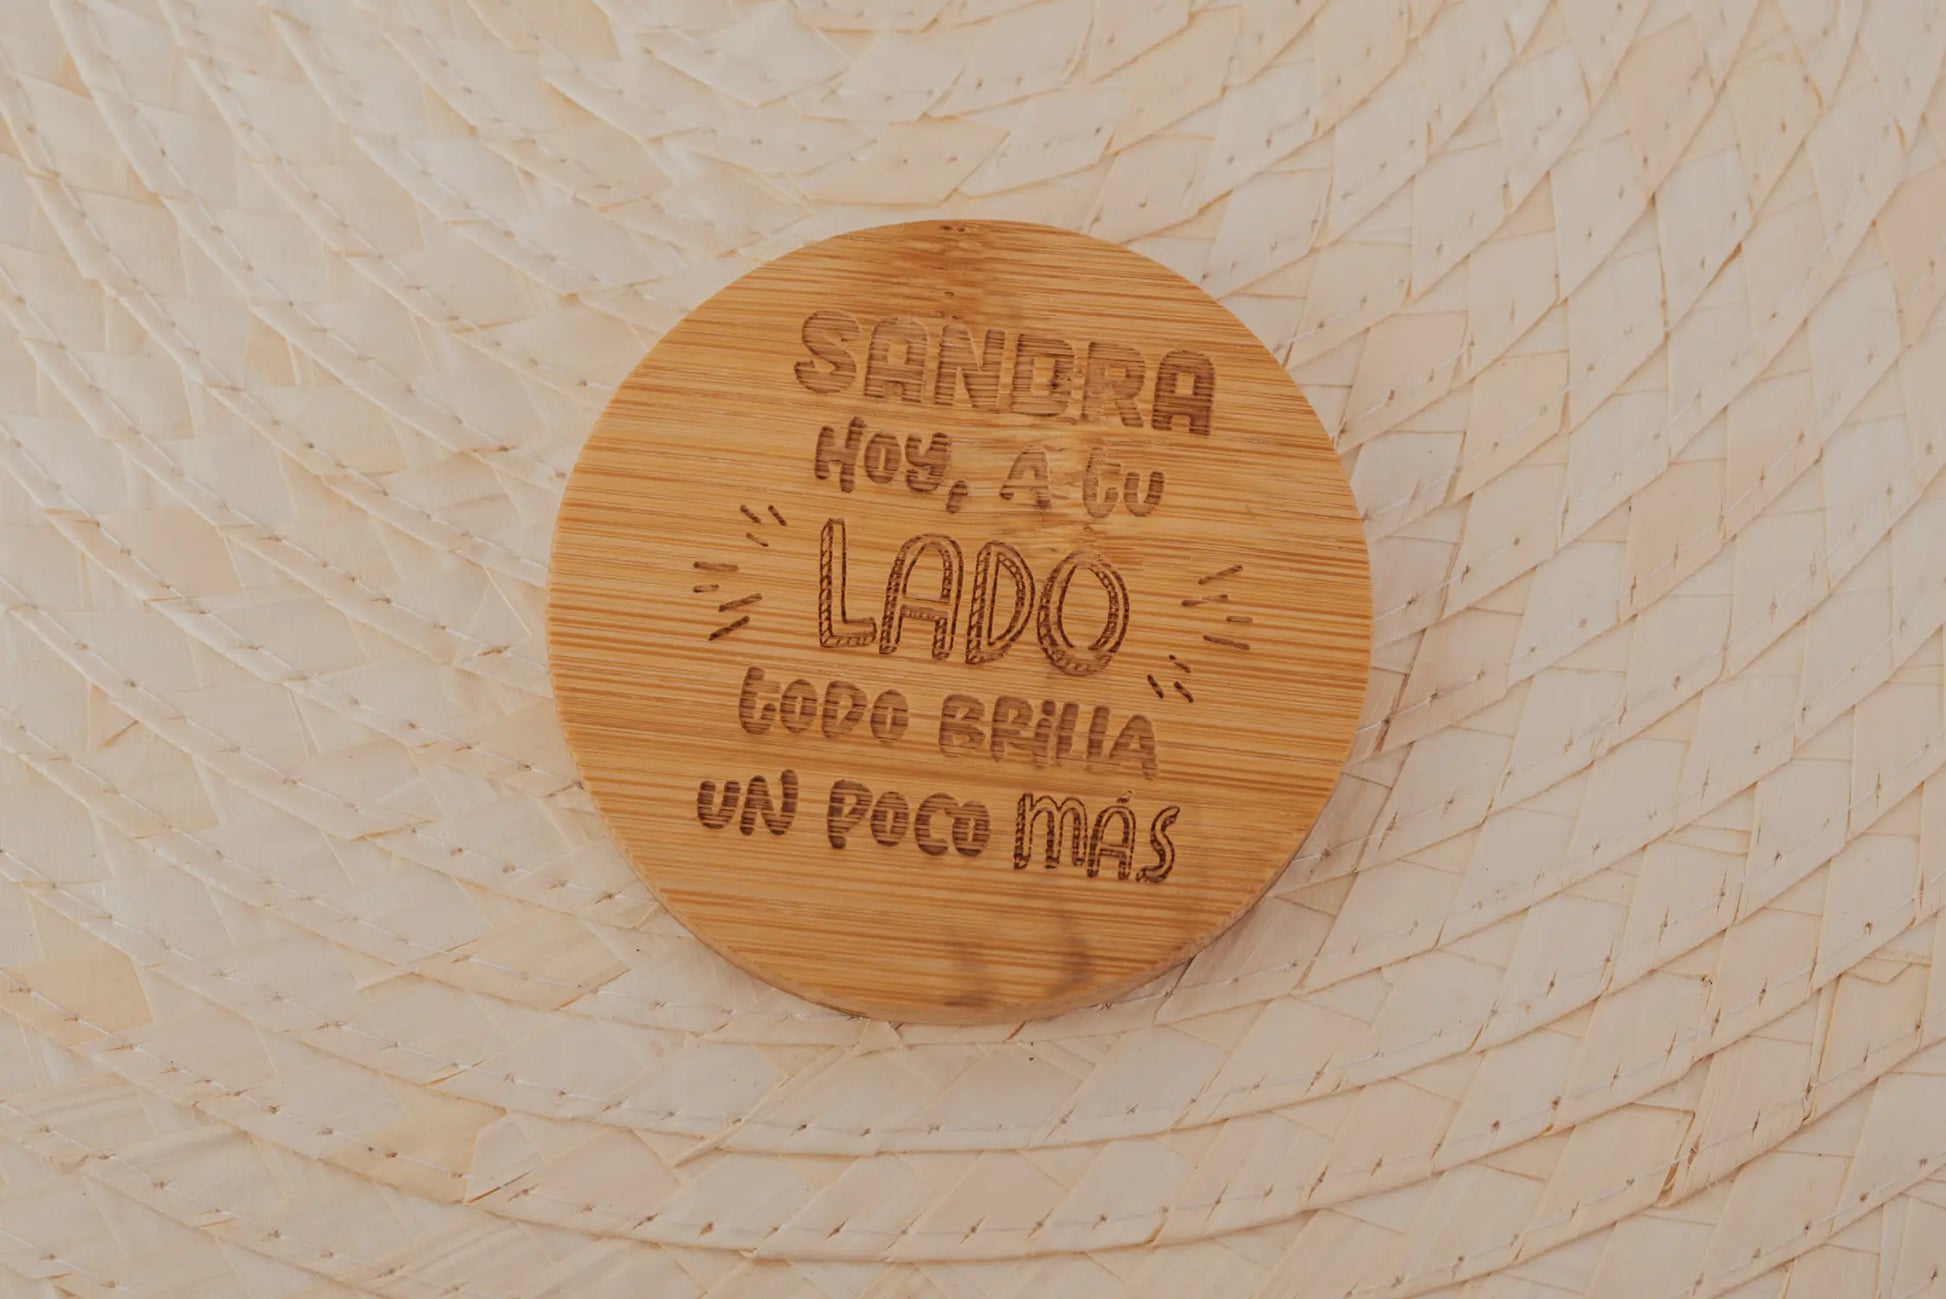 SANDRA
HOY, A tu
LADO
todo BRILLA
UN POCO MÁS